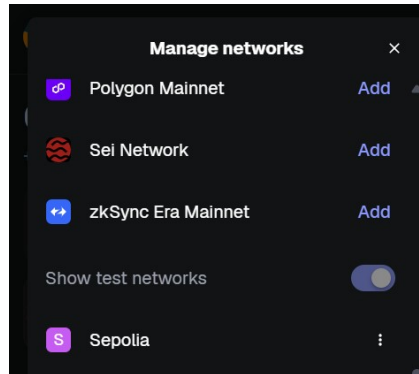 Manage networks
Polygon Mainnet Add
Sei Network Add
zkSync Era Mainnet Add
Show test networks
S Sepolia